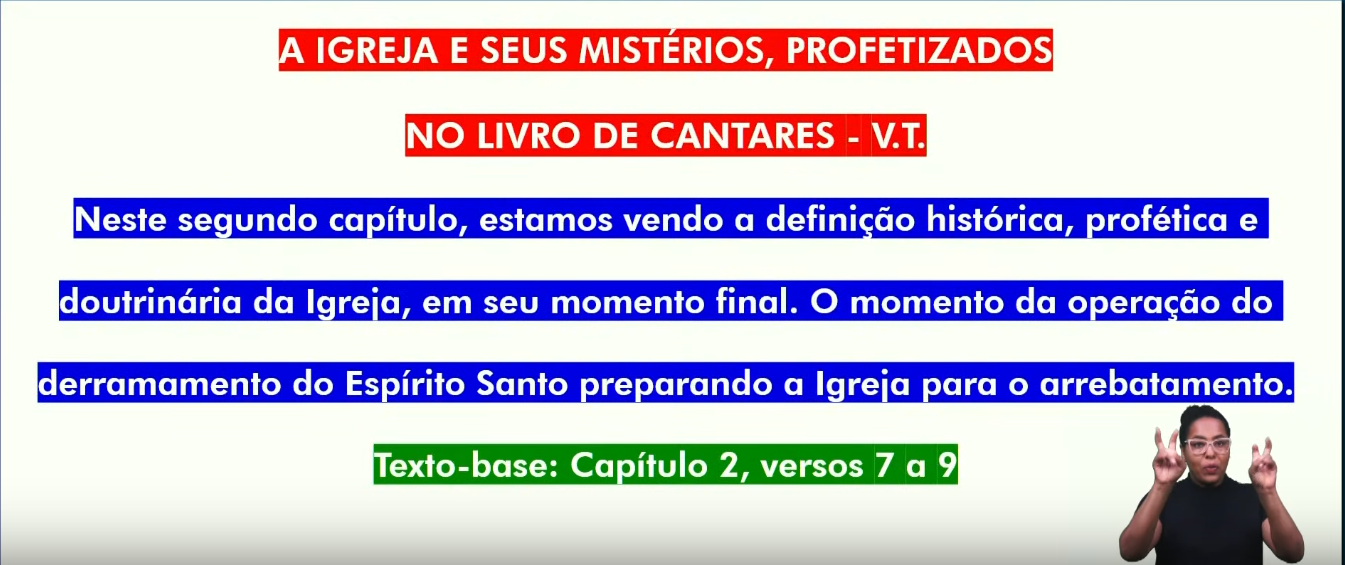 A IGREJA E SEUS MISTÉRIOS, PROFETIZADOS
NO LIVRO DE CANTARES - V.T.
Neste segundo capítulo, estamos vendo a definição histórica, profética e
doutrinária da Igreja, em seu momento final. O momento da operação do
derramamento do Espírito Santo preparando a Igreja para o arrebatamento.
Texto-base: Capítulo 2, versos 7 a 9